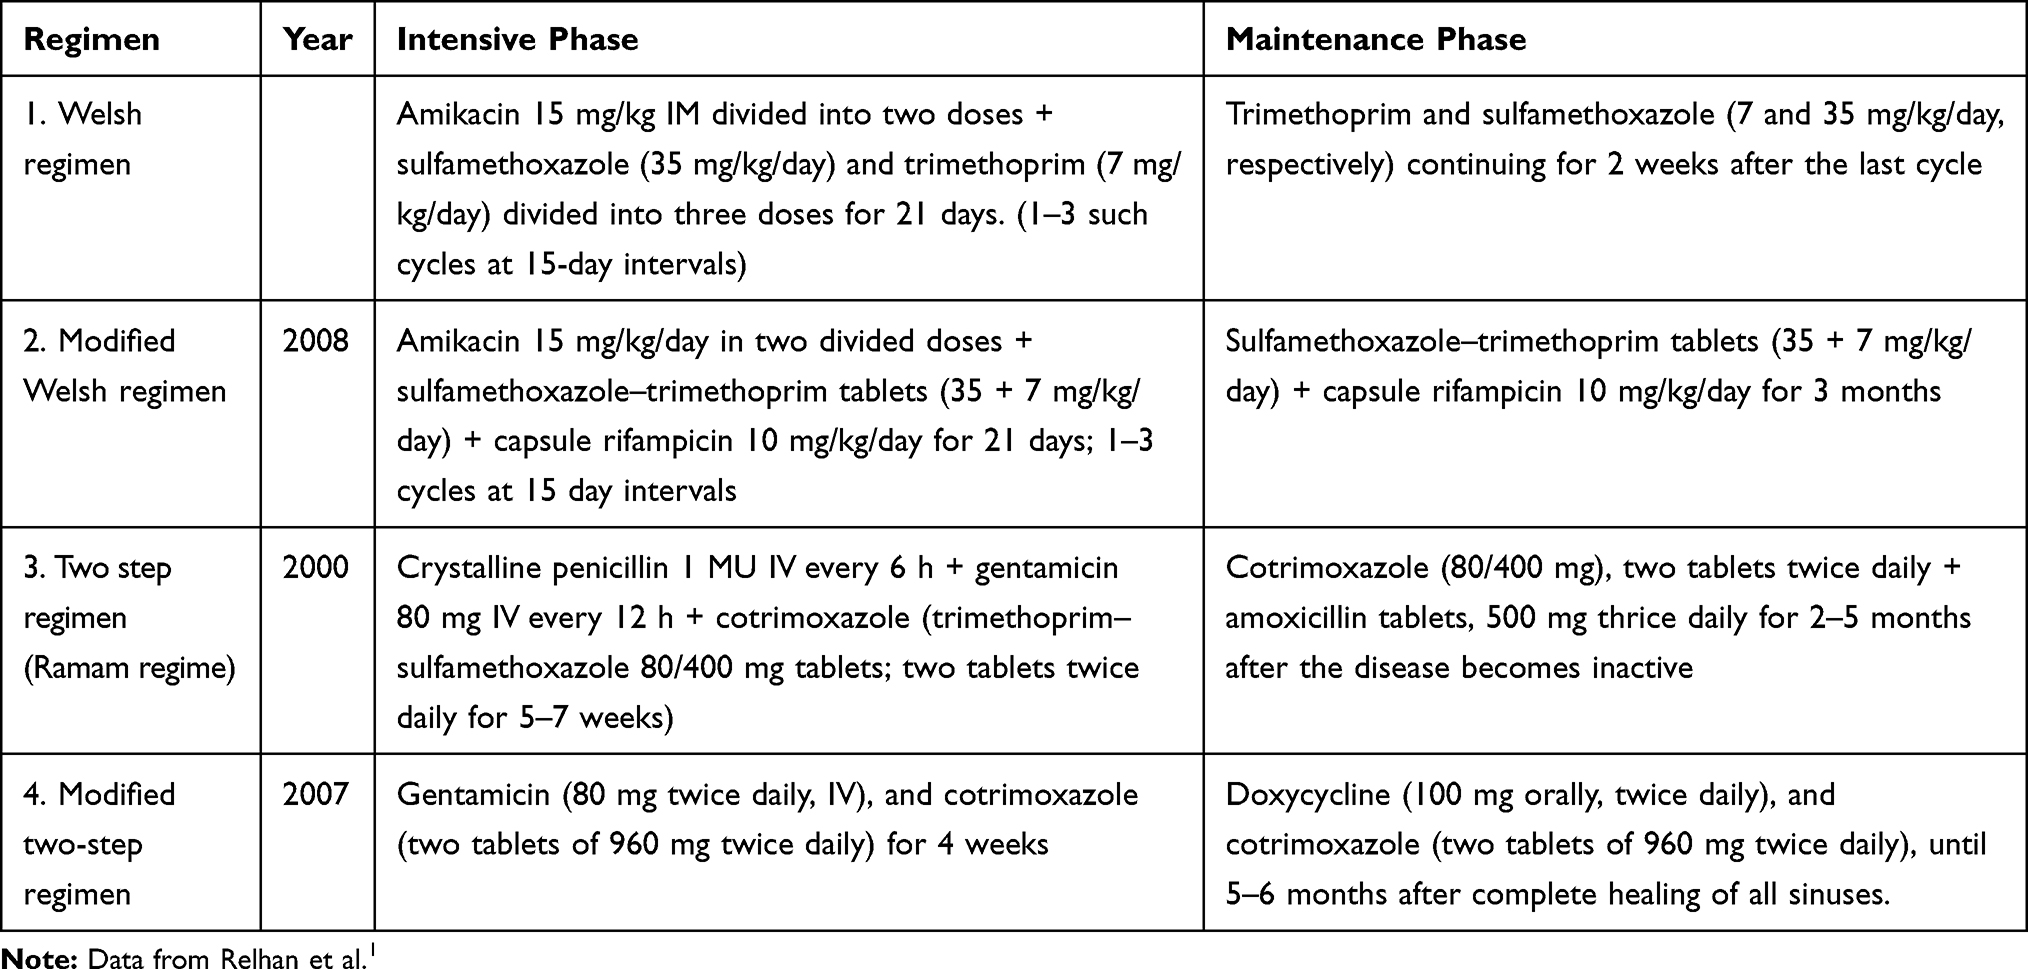 Regimen
Year
Intensive Phase
Maintenance Phase
1. Welsh
regimen
Amikacin 15 mg/kg IM divided into two doses +
sulfamethoxazole (35 mg/kg/day) and trimethoprim (7 mg/
kg/day) divided into three doses for 21 days. (1–3 such
cycles at 15-day intervals)
Trimethoprim and sulfamethoxazole (7 and 35 mg/kg/day,
respectively) continuing for 2 weeks after the last cycle
2. Modified
Welsh regimen
2008
Amikacin 15 mg/kg/day in two divided doses +
sulfamethoxazole–trimethoprim tablets (35 + 7 mg/kg/
day) + capsule rifampicin 10 mg/kg/day for 21 days; 1–3
cycles at 15 day intervals
Sulfamethoxazole–trimethoprim tablets (35 + 7 mg/kg/
day) + capsule rifampicin 10 mg/kg/day for 3 months
3. Two step
regimen
(Ramam regime)
2000
Crystalline penicillin 1 MU IV every 6 h + gentamicin
80 mg IV every 12 h + cotrimoxazole (trimethoprim–
sulfamethoxazole 80/400 mg tablets; two tablets twice
daily for 5–7 weeks)
Cotrimoxazole (80/400 mg), two tablets twice daily +
amoxicillin tablets, 500 mg thrice daily for 2–5 months
after the disease becomes inactive
4. Modified
two-step
regimen
2007
Gentamicin (80 mg twice daily, IV), and cotrimoxazole
(two tablets of 960 mg twice daily) for 4 weeks
Doxycycline (100 mg orally, twice daily), and
cotrimoxazole (two tablets of 960 mg twice daily), until
5–6 months after complete healing of all sinuses.
Note: Data from Relhan et al.1